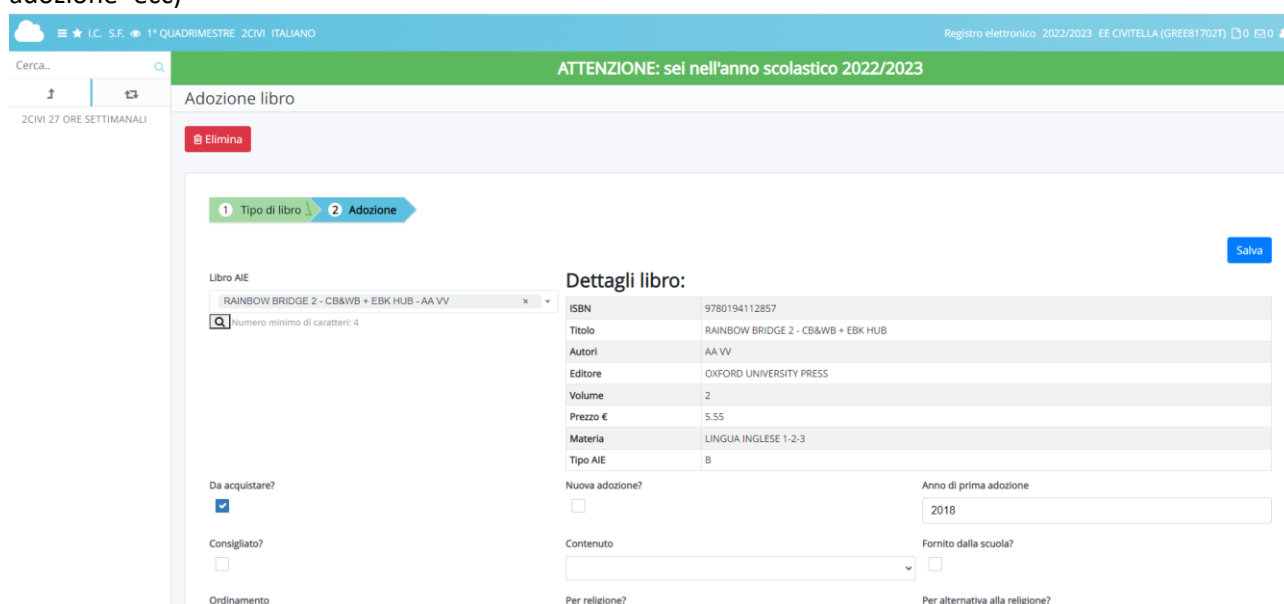 adozione ecc)
I.C. S.F. 1° QUADRIMESTRE 2CIVI ITALIANO
Registro elettronico 2022/2023 EE CIVITELLA (GREE81702T) 0 0
Cerca..
ATTENZIONE: sei nell'anno scolastico 2022/2023
Adozione libro
2CIVI 27 ORE SETTIMANALI
Elimina
1 Tipo di libro 2 Adozione
Salva
Libro AIE
Dettagli libro:
RAINBOW BRIDGE 2 - CB&WB + EBK HUB - AA VV ×
Numero minimo di caratteri: 4
ISBN 9780194112857
Titolo RAINBOW BRIDGE 2 - CB&WB + EBK HUB
Autori AA VV
Editore OXFORD UNIVERSITY PRESS
Volume 2
Prezzo € 5.55
Materia LINGUA INGLESE 1-2-3
Tipo AIE B
Da acquistare? Nuova adozione? Anno di prima adozione
2018
Consigliato? Contenuto Fornito dalla scuola?
Ordinamento Per religione? Per alternativa alla religione?